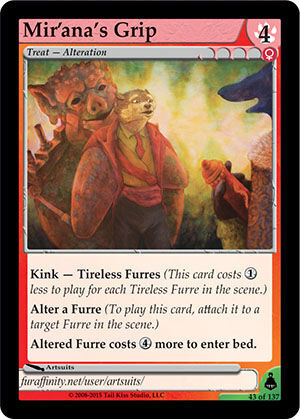 Mir'ana's Grip
4
Treat — Alteration
Kink — Tireless Furres (This card costs 1
less to play for each Tireless Furre in the scene.)
Alter a Furre (To play this card, attach it to a
target Furre in the scene.)
Altered Furre costs 4 more to enter bed.
Artsuits
furaffinity.net/user/artsuits/
43 of 137
©2008-2015 Tail Kiss Studio, LLC